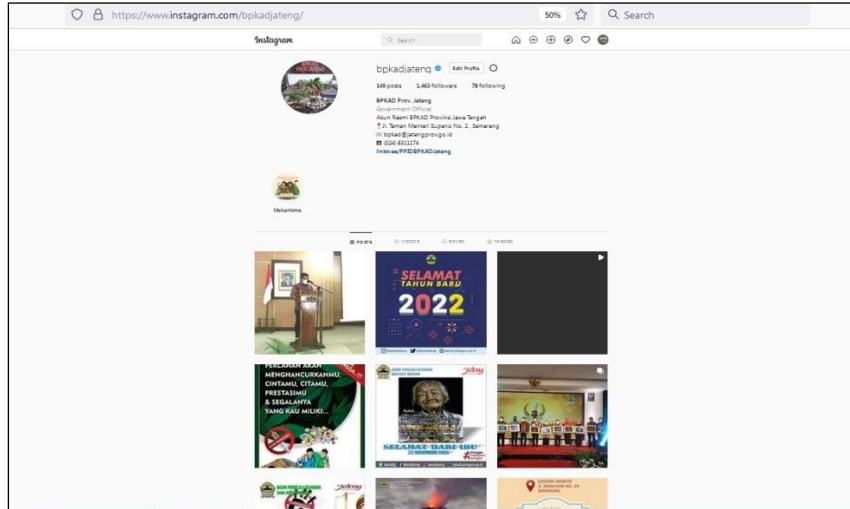 https://www.instagram.com/bpkadjateng/
50%
Search
Instagram
Search
bpkadjateng
Edit Profile
149 posts 1,463 followers 78 following
BPKAD Prov. Jateng
Government Official
Akun Resmi BPKAD Provinsi Jawa Tengah
Jl. Taman Menteri Supeno No. 2, Semarang
bpkad@jatengprov.go.id
(024) 8311174
linktr.ee/PPIDBPKADJateng
Mekanisme
POSTS
SELAMAT
TAHUN BARU
2022
PERLAHAN AKAN
MENGHANCURKANMU,
CINTAMU, CITAMU,
PRESTASIMU
& SEGALANYA
YANG KAU MILIKI...
Jateng
SELAMAT HARI IBU
Jateng